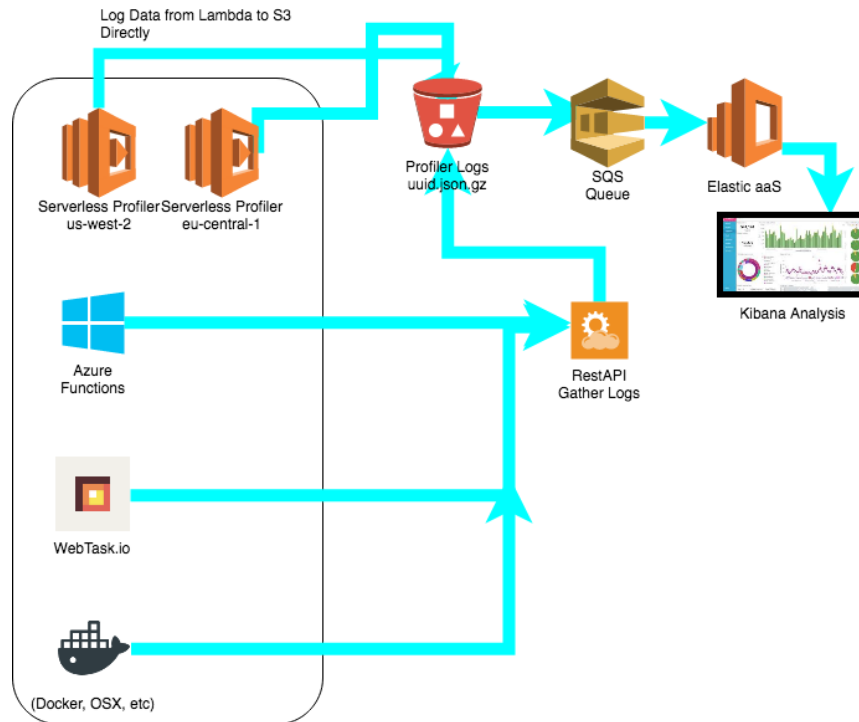 Log Data from Lambda to S3
Directly
Serverless Profiler
us-west-2
Serverless Profiler
eu-central-1
Profiler Logs
uuid.json.gz
SQS
Queue
Elastic aaS
Kibana Analysis
Azure
Functions
RestAPI
Gather Logs
WebTask.io
(Docker, OSX, etc)